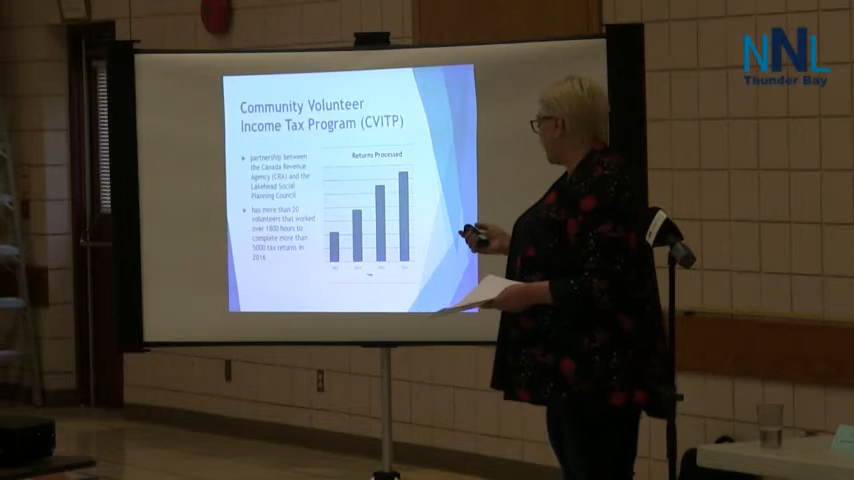 NNL
Thunder Bay
Community Volunteer
Income Tax Program (CVITP)
partnership between
the Canada Revenue
Agency (CRA) and the
Lakehead Social
Planning Council
has more than 20
volunteers that worked
over 1800 hours to
complete more than
5000 tax returns in
2016.
Returns Processed
Year